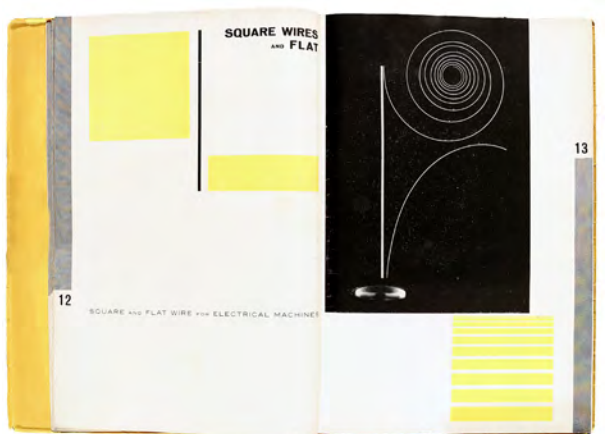 SQUARE WIRES
AND FLAT
12
SQUARE AND FLAT WIRE FOR ELECTRICAL MACHINES
13